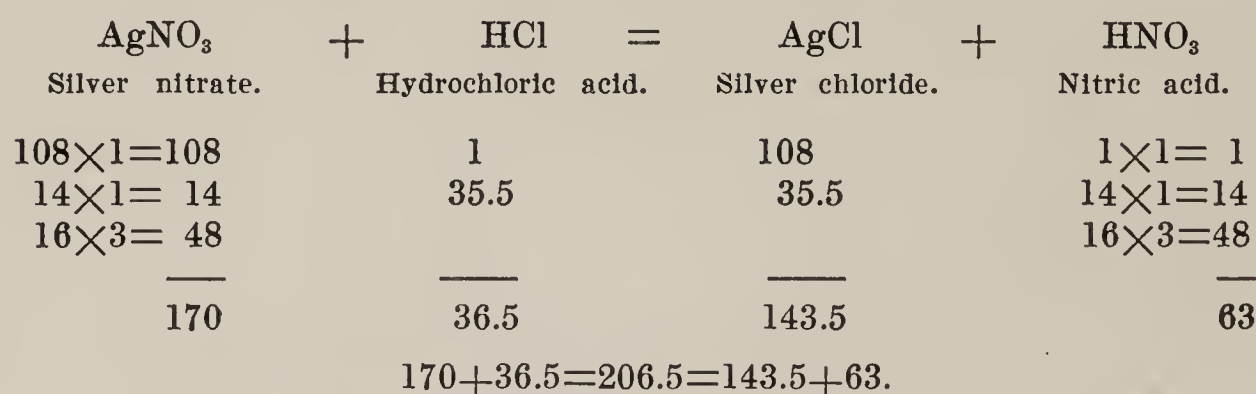 AgNO₃ + HCl = AgCl + HNO₃
Silver nitrate. Hydrochloric acid. Silver chloride. Nitric acid.
108×1=108 1 108 1×1= 1
14×1= 14 35.5 35.5 14×1=14
16×3= 48 16×3=48
170 36.5 143.5 63
170+36.5=206.5=143.5+63.